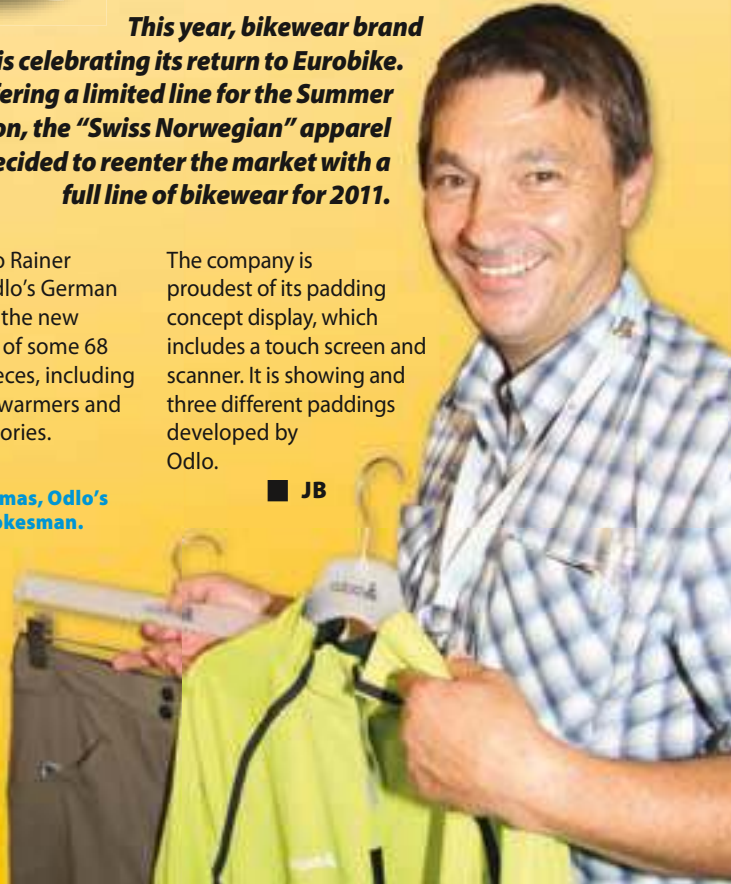 This year, bikewear brand
is celebrating its return to Eurobike.
ering a limited line for the Summer
on, the “Swiss Norwegian” apparel
ecided to reenter the market with a
full line of bikewear for 2011.
o Rainer
dlo's German
the new
of some 68
eces, including
warmers and
ories.
mas, Odlo's
okesman.
The company is
proudest of its padding
concept display, which
includes a touch screen and
scanner. It is showing and
three different paddings
developed by
Odlo.
■ JB